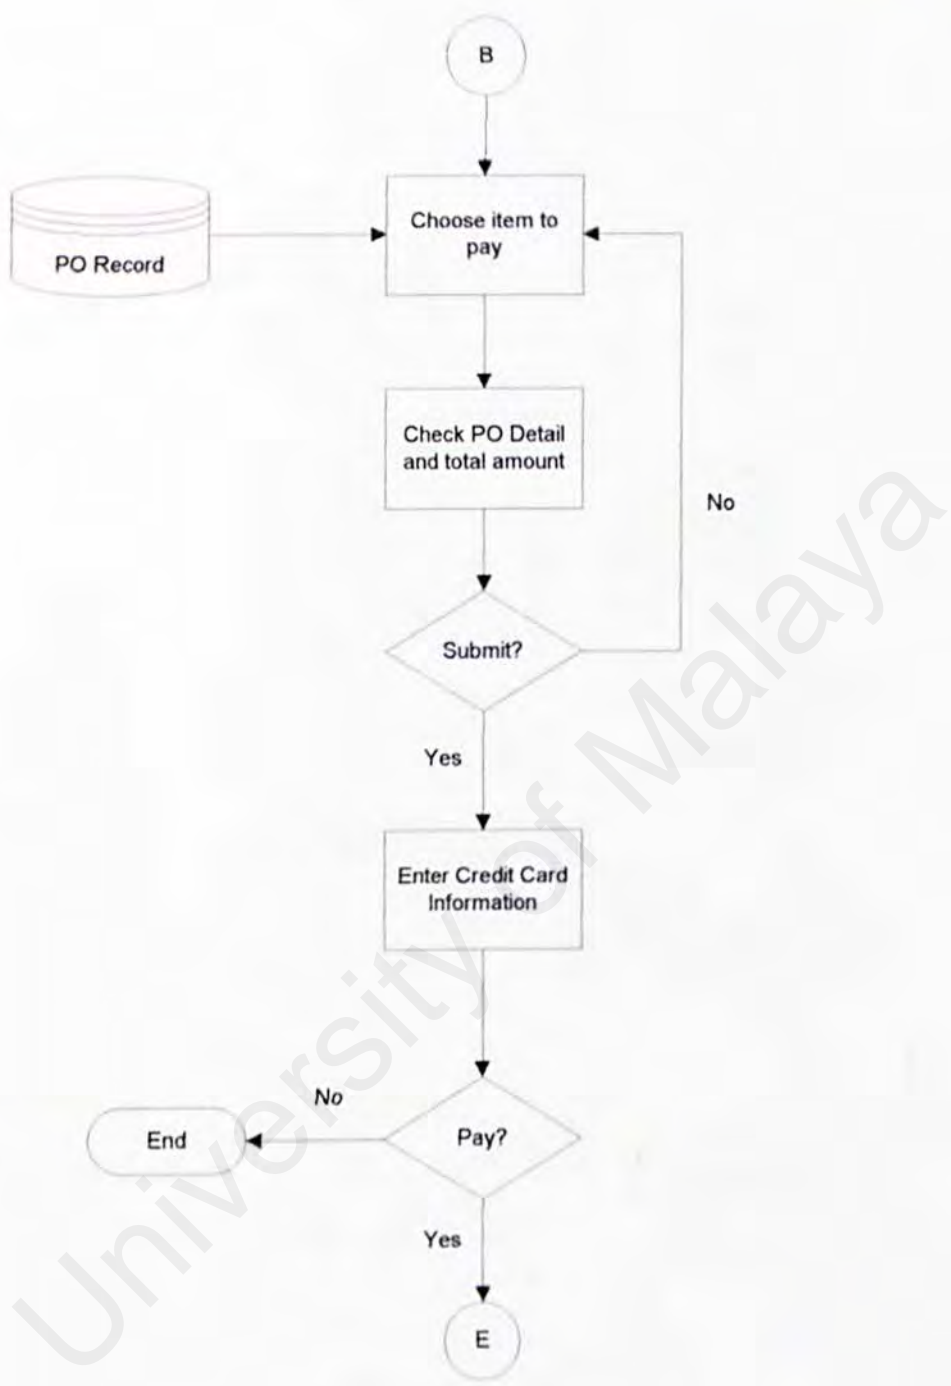 B
Choose item to
pay
PO Record
Check PO Detail
and total amount
No
Submit?
Yes
Enter Credit Card
Information
No
End
Pay?
Yes
E
University of Malaya